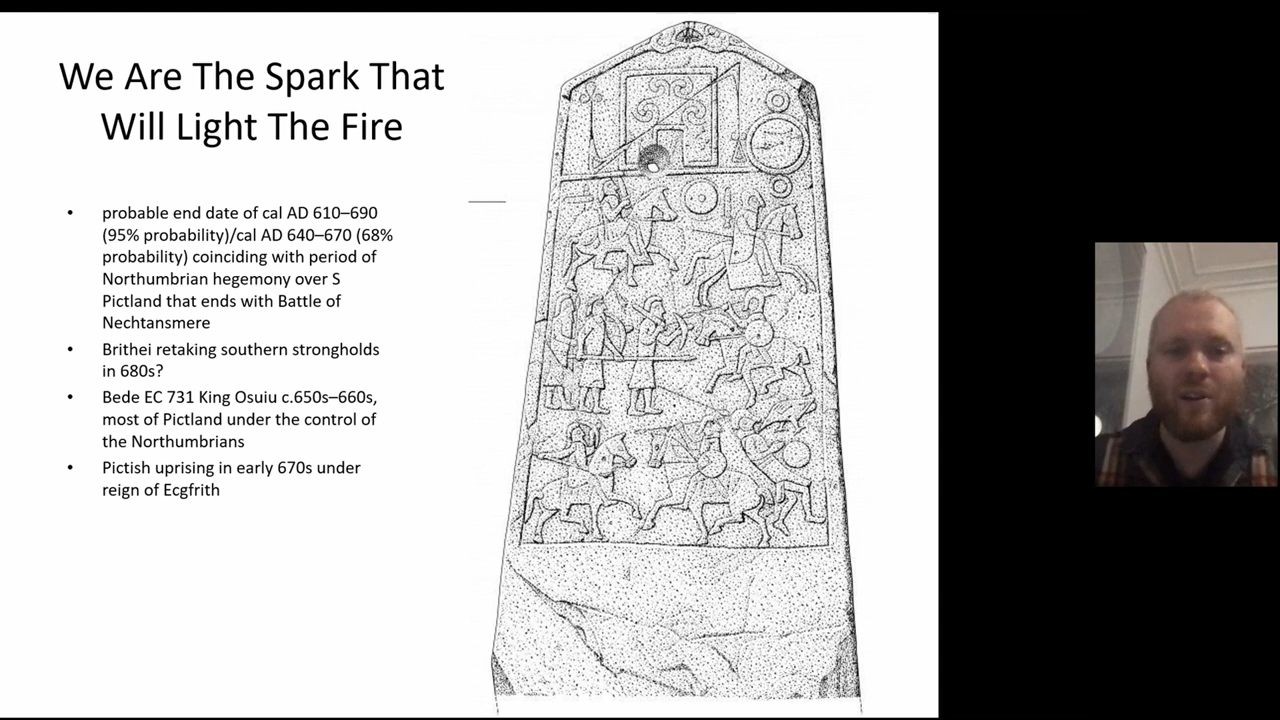 We Are The Spark That
Will Light The Fire
• probable end date of cal AD 610–690
(95% probability)/cal AD 640–670 (68%
probability) coinciding with period of
Northumbrian hegemony over S
Pictland that ends with Battle of
Nechtansmere
• Brithei retaking southern strongholds
in 680s?
• Bede EC 731 King Osuiu c.650s–660s,
most of Pictland under the control of
the Northumbrians
• Pictish uprising in early 670s under
reign of Ecgfrith